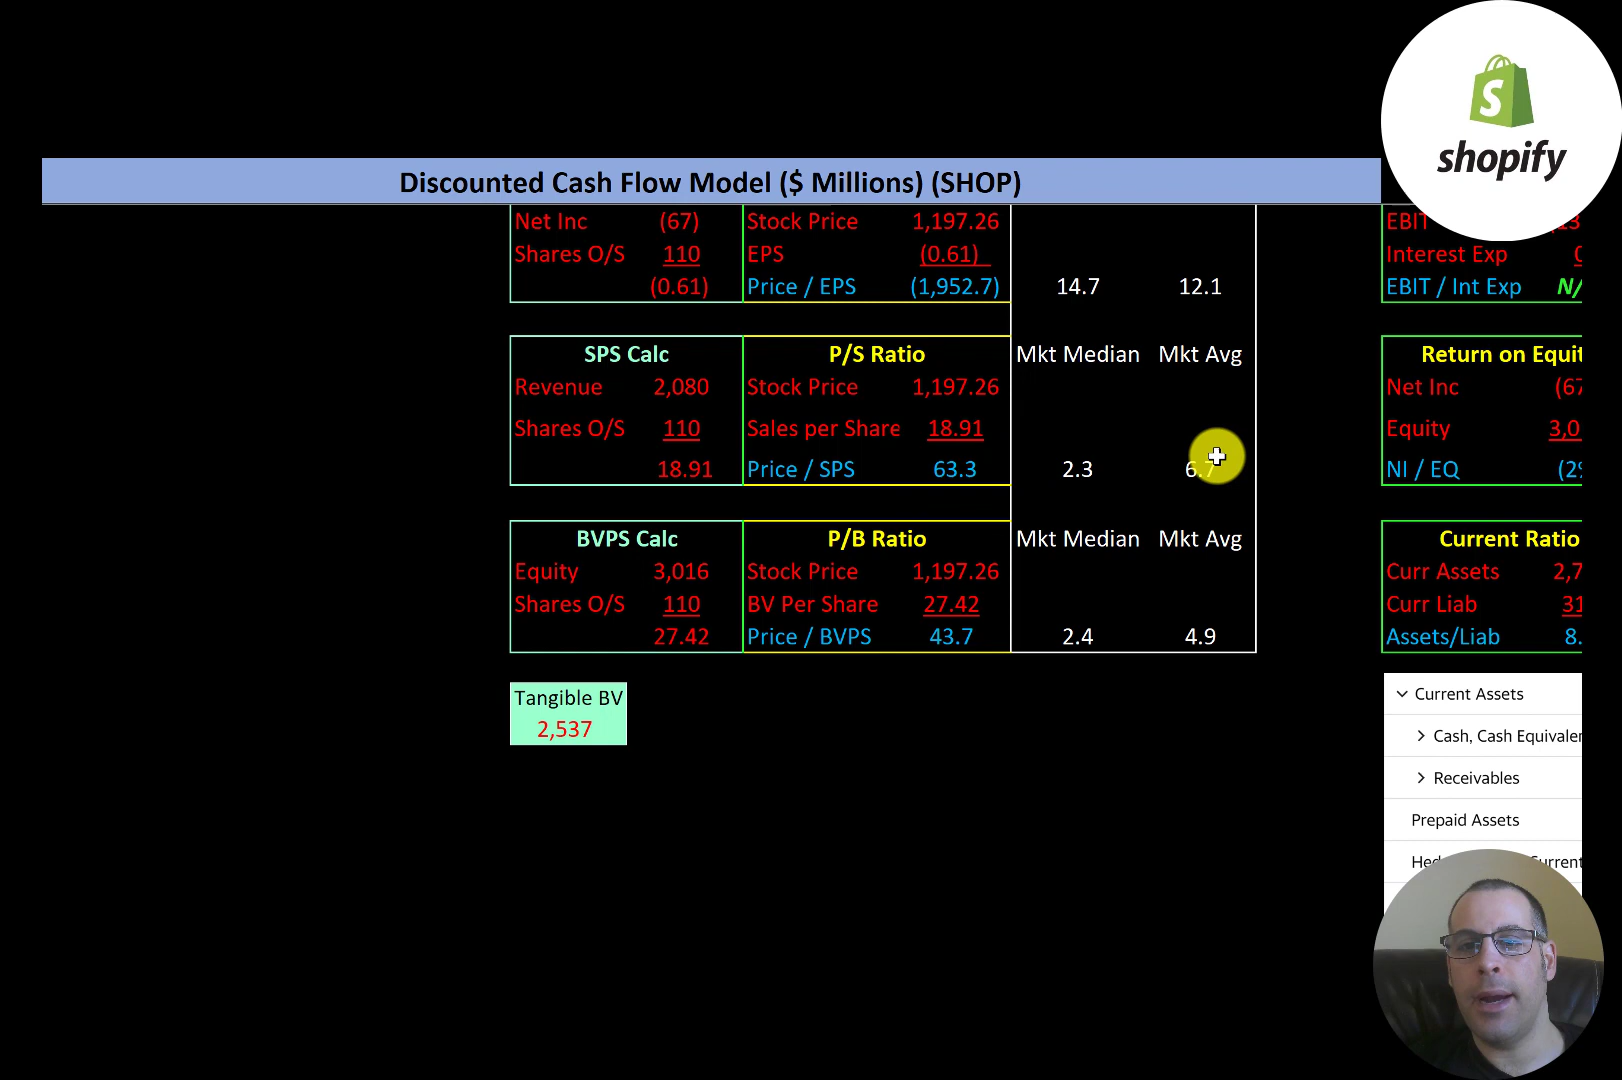 shopify
Discounted Cash Flow Model ($ Millions) (SHOP)
Net Inc (67) Stock Price 1,197.26
Shares O/S 110 EPS (0.61) Interest Exp
(0.61) Price / EPS (1,952.7) 14.7 12.1 EBIT / Int Exp
SPS Calc P/S Ratio Mkt Median Mkt Avg Return on
Revenue 2,080 Stock Price 1,197.26 Net Inc
Shares O/S 110 Sales per Share 18.91 Equity
18.91 Price / SPS 63.3 2.3 6.7 NI / EQ
BVPS Calc P/B Ratio Mkt Median Mkt Avg Current Ratio
Equity 3,016 Stock Price 1,197.26 Curr Assets
Shares O/S 110 BV Per Share 27.42 Curr Liab
27.42 Price / BVPS 43.7 2.4 4.9 Assets/Liab
Tangible BV
2,537
Current Assets
Cash, Cash
Receivables
Prepaid Assets